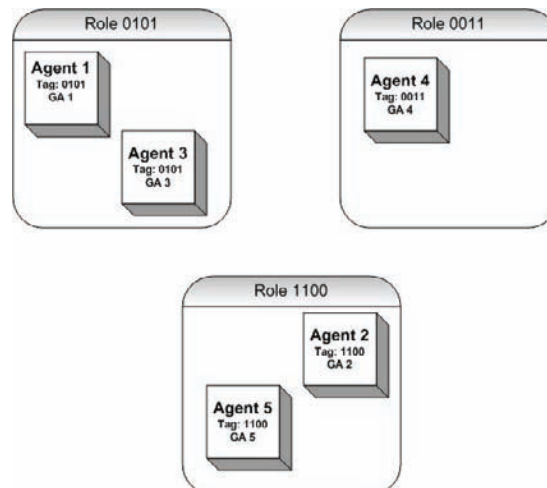 Role 0101
Agent 1
Tag: 0101
GA 1
Agent 3
Tag: 0101
GA 3
Role 0011
Agent 4
Tag: 0011
GA 4
Role 1100
Agent 2
Tag: 1100
GA 2
Agent 5
Tag: 1100
GA 5